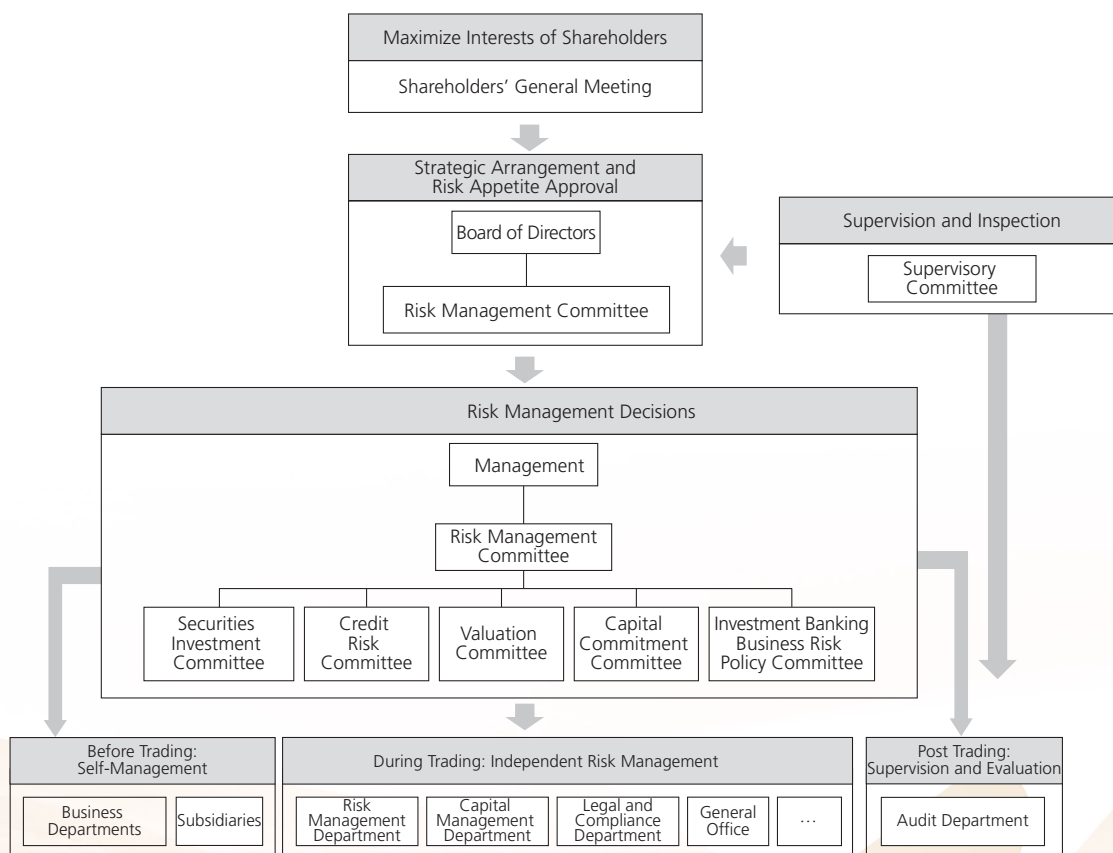 Maximize Interests of Shareholders
Shareholders’ General Meeting
Strategic Arrangement and
Risk Appetite Approval
Board of Directors
Risk Management Committee
Supervision and Inspection
Supervisory
Committee
Risk Management Decisions
Management
Risk Management
Committee
Securities
Investment
Committee
Credit
Risk
Committee
Valuation
Committee
Capital
Commitment
Committee
Investment Banking
Business Risk
Policy Committee
Before Trading:
Self-Management
Business
Departments
Subsidiaries
During Trading: Independent Risk Management
Risk
Management
Department
Capital
Management
Department
Legal and
Compliance
Department
General
Office
…
Post Trading:
Supervision and Evaluation
Audit Department